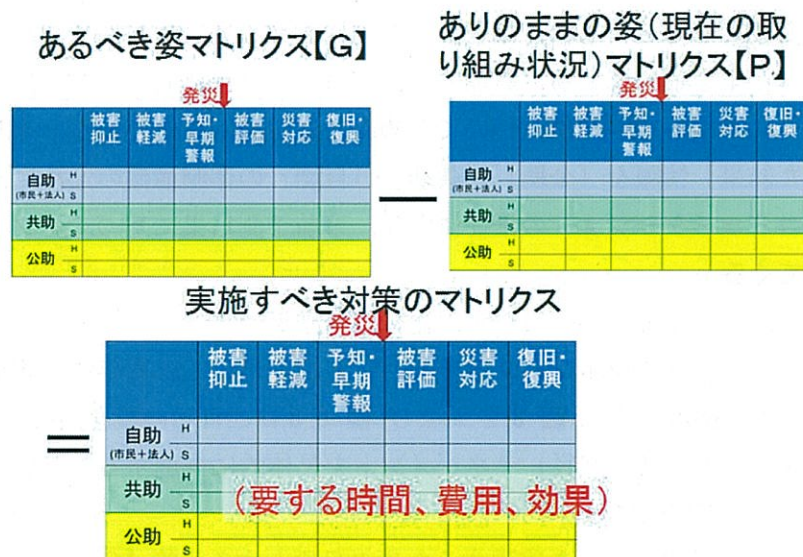 あるべき姿マトリクス【G】
発災
被害抑止 被害軽減 予知・早期警報 被害評価 災害対応 復旧・復興
自助 H
(市民+法人) S
共助 H
S
公助 H
S
ー
ありのままの姿(現在の取
り組み状況)マトリクス【P】
発災
被害抑止 被害軽減 予知・早期警報 被害評価 災害対応 復旧・復興
自助 H
(市民+法人) S
共助 H
S
公助 H
S
実施すべき対策のマトリクス
発災
=
被害抑止 被害軽減 予知・早期警報 被害評価 災害対応 復旧・復興
自助 H
(市民+法人) S
共助 H
S
(要する時間、費用、効果)
公助 H
S